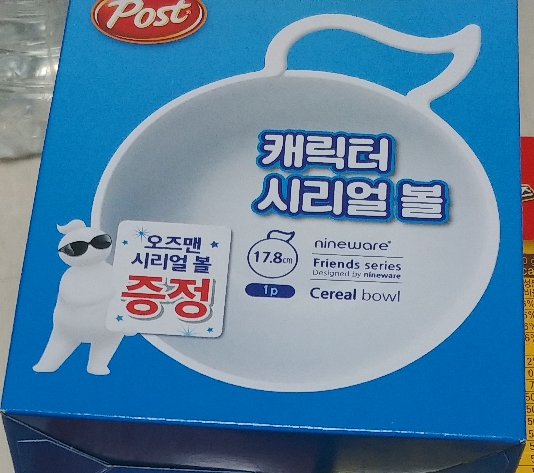 Post
캐릭터
시리얼 볼
오즈맨
시리얼 볼
증정
17.8cm
1p
nineware
Friends series
Designed by nineware
Cereal bowl